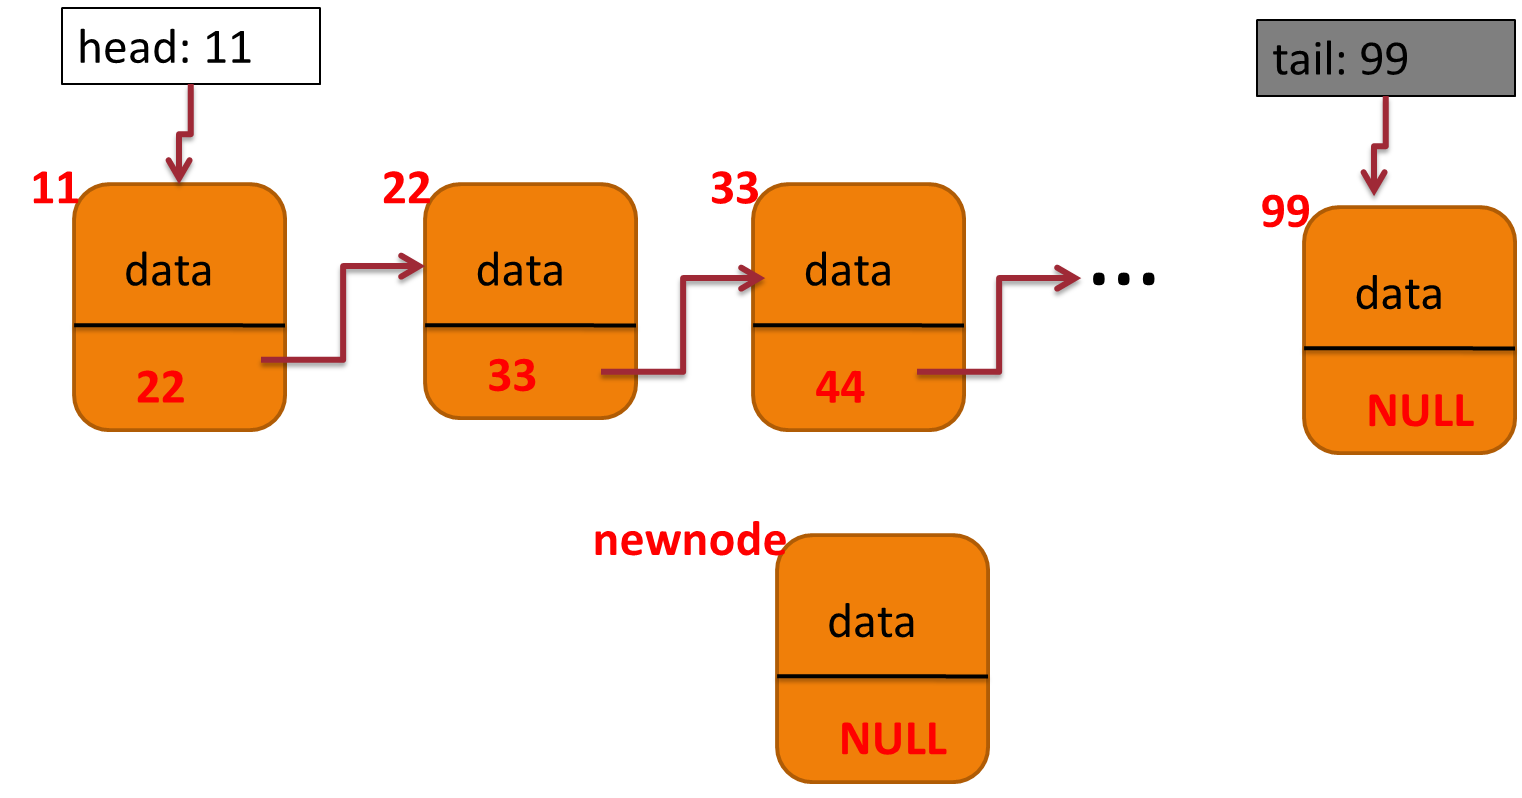 head: 11
tail: 99
11
22
33
99
data
data
data
data
22
33
44
NULL
...
newnode
data
NULL